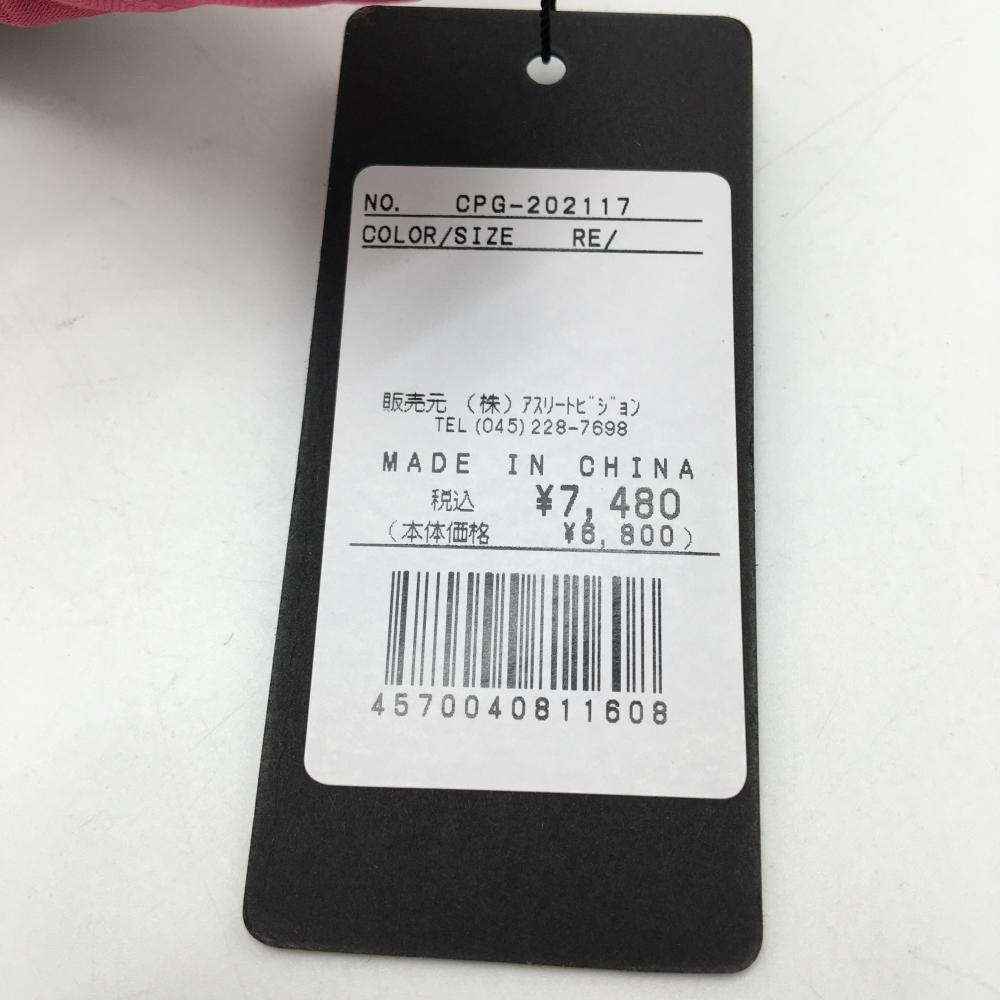 NO. CPG-202117
COLOR/SIZE RE/
販売元 (株) ｱｽﾘｰﾄﾋﾞｼﾞｮﾝ
TEL (045) 228-7698
MADE IN CHINA
税込 ¥7,480
(本体価格 ¥6,800)
4570040811608